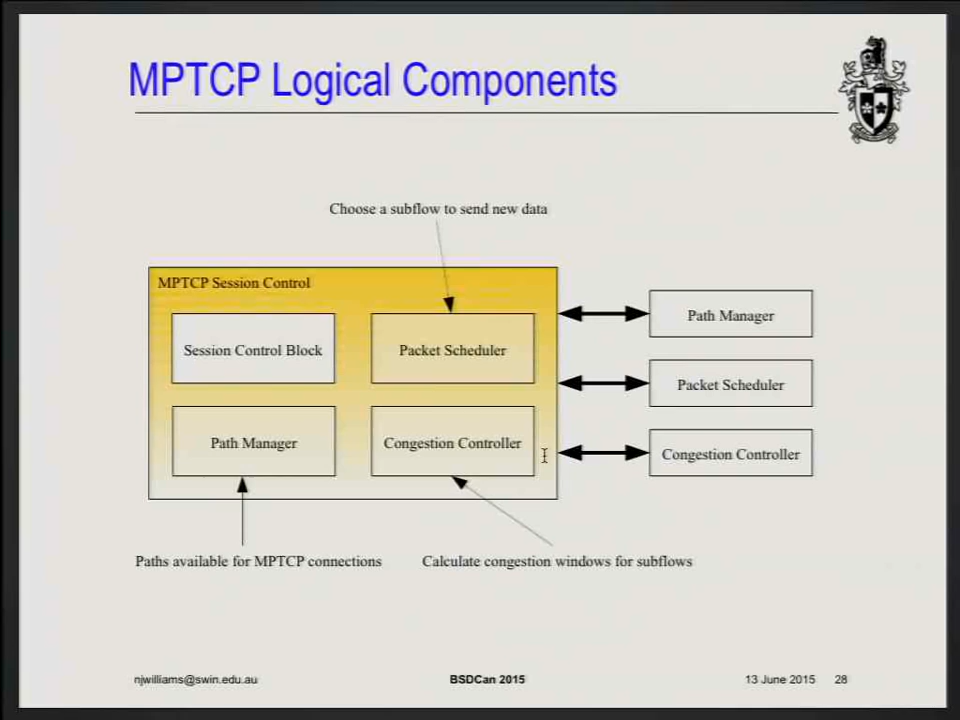 MPTCP Logical Components
Choose a subflow to send new data
MPTCP Session Control
Session Control Block
Packet Scheduler
Path Manager
Congestion Controller
Path Manager
Packet Scheduler
Congestion Controller
Paths available for MPTCP connections
Calculate congestion windows for subflows
njwilliams@swin.edu.au
BSDCan 2015
13 June 2015
28